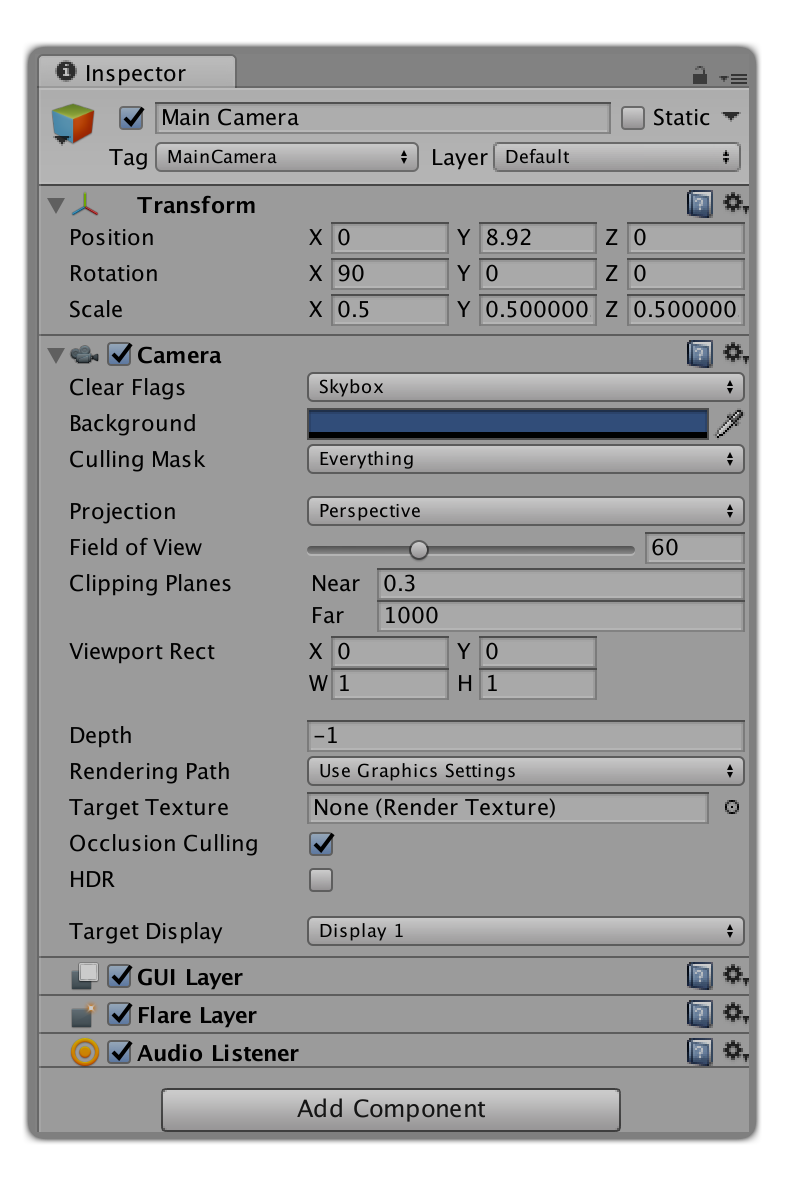 Inspector
Main Camera Static
Tag MainCamera Layer Default
Transform
Position X 0 Y 8.92 Z 0
Rotation X 90 Y 0 Z 0
Scale X 0.5 Y 0.500000 Z 0.500000
Camera
Clear Flags Skybox
Background
Culling Mask Everything
Projection Perspective
Field of View 60
Clipping Planes Near 0.3
Far 1000
Viewport Rect X 0 Y 0
W 1 H 1
Depth -1
Rendering Path Use Graphics Settings
Target Texture None (Render Texture)
Occlusion Culling
HDR
Target Display Display 1
GUI Layer
Flare Layer
Audio Listener
Add Component